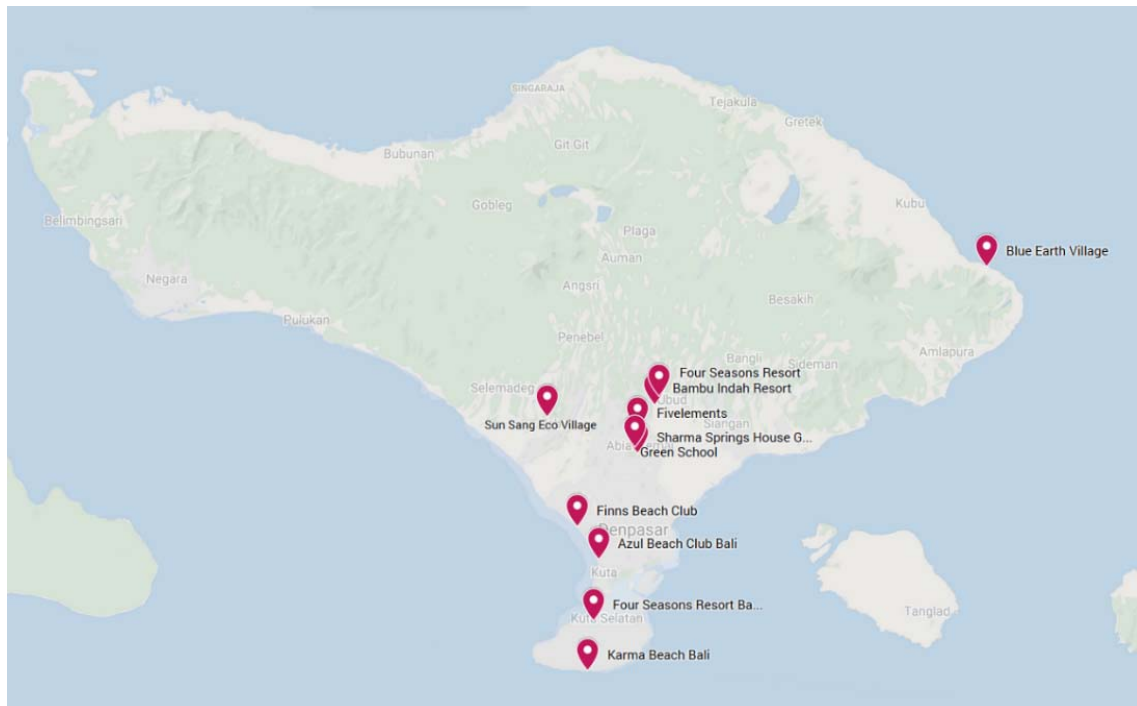 SINGARAJA
Tejakula
Gretek
Git Git
Bubunan
Gobleg
Kubu
Belimbingsari
Plaga
Blue Earth Village
Auman
Negara
Angsri
Besakih
Pulukan
Penebel
Amlapura
Bangli
Sideman
Four Seasons Resort
Selemadeg
Bambu Indah Resort
Ubud
Fivelements
Sun Sang Eco Village
Siangan
Sharma Springs House G...
Green School
Finns Beach Club
Denpasar
Azul Beach Club Bali
Kuta
Four Seasons Resort Ba...
Tanglad
Kuta Selatan
Karma Beach Bali